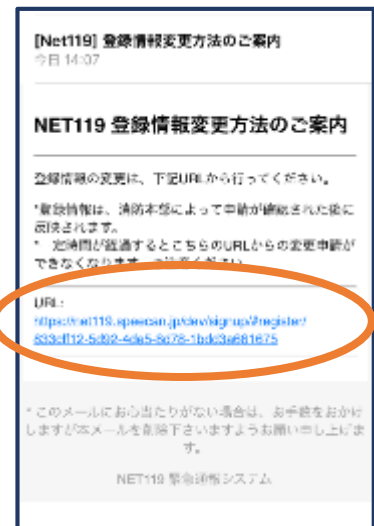 [Net119] 登録情報変更方法のご案内
今日 14:07
NET119 登録情報変更方法のご案内
登録情報の変更は、下記URLから行ってください。
*登録情報は、消防本部によって申請が確認された後に
反映されます。
* 一定時間が経過するとこちらのURLからの変更申請が
できなくなります。ご注意ください。
URL:
https://net119.speecan.jp/dev/signup/#register/
* このメールにお心当たりがない場合は、お手数をおかけ
しますが本メールを削除下さいますようお願い申し上げま
す。
NET119 緊急通報システム